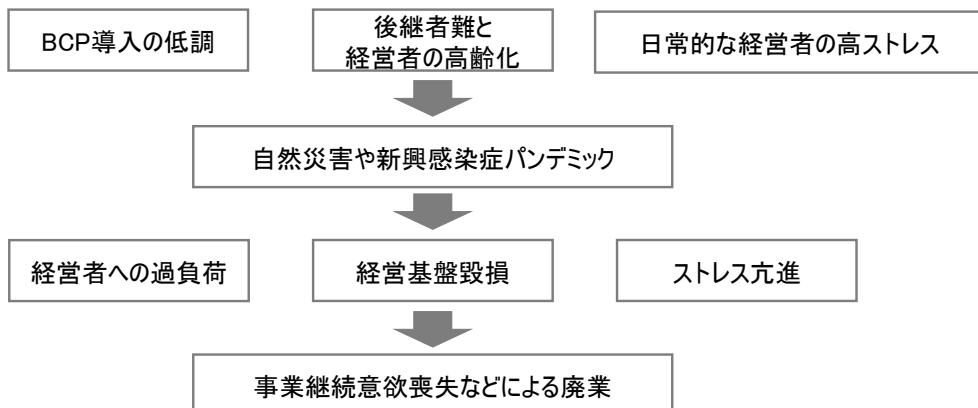 BCP導入の低調
後継者難と
経営者の高齢化
日常的な経営者の高ストレス
自然災害や新興感染症パンデミック
経営者への過負荷
経営基盤毀損
ストレス亢進
事業継続意欲喪失などによる廃業